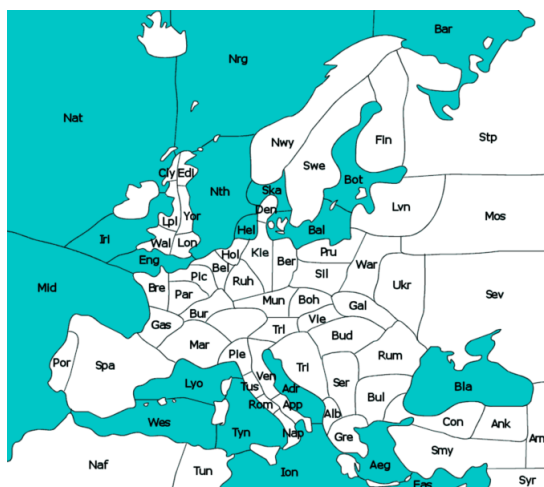 Bar
Nrg
Nat
Stp
Nwy
Fin
Swe
Cly
Edi
Bot
Nth
Ska
Lvn
Den
Lpl
Yor
Mos
Irl
Hel
Bal
Wal
Lon
Hol
Kie
Pru
Eng
Bel
Ber
War
Sil
Mid
Bre
Pic
Ruh
Ukr
Par
Mun
Boh
Sev
Bur
Gal
Gas
Vie
Trl
Bud
Mar
Pie
Rum
Por
Spa
Ven
Tri
Lyo
Tus
Adr
Ser
Bla
Rom
App
Bul
Wes
Alb
Con
Ank
Tyn
Nap
Gre
Arm
Smy
Naf
Tun
Ion
Aeg
Syr
Eas